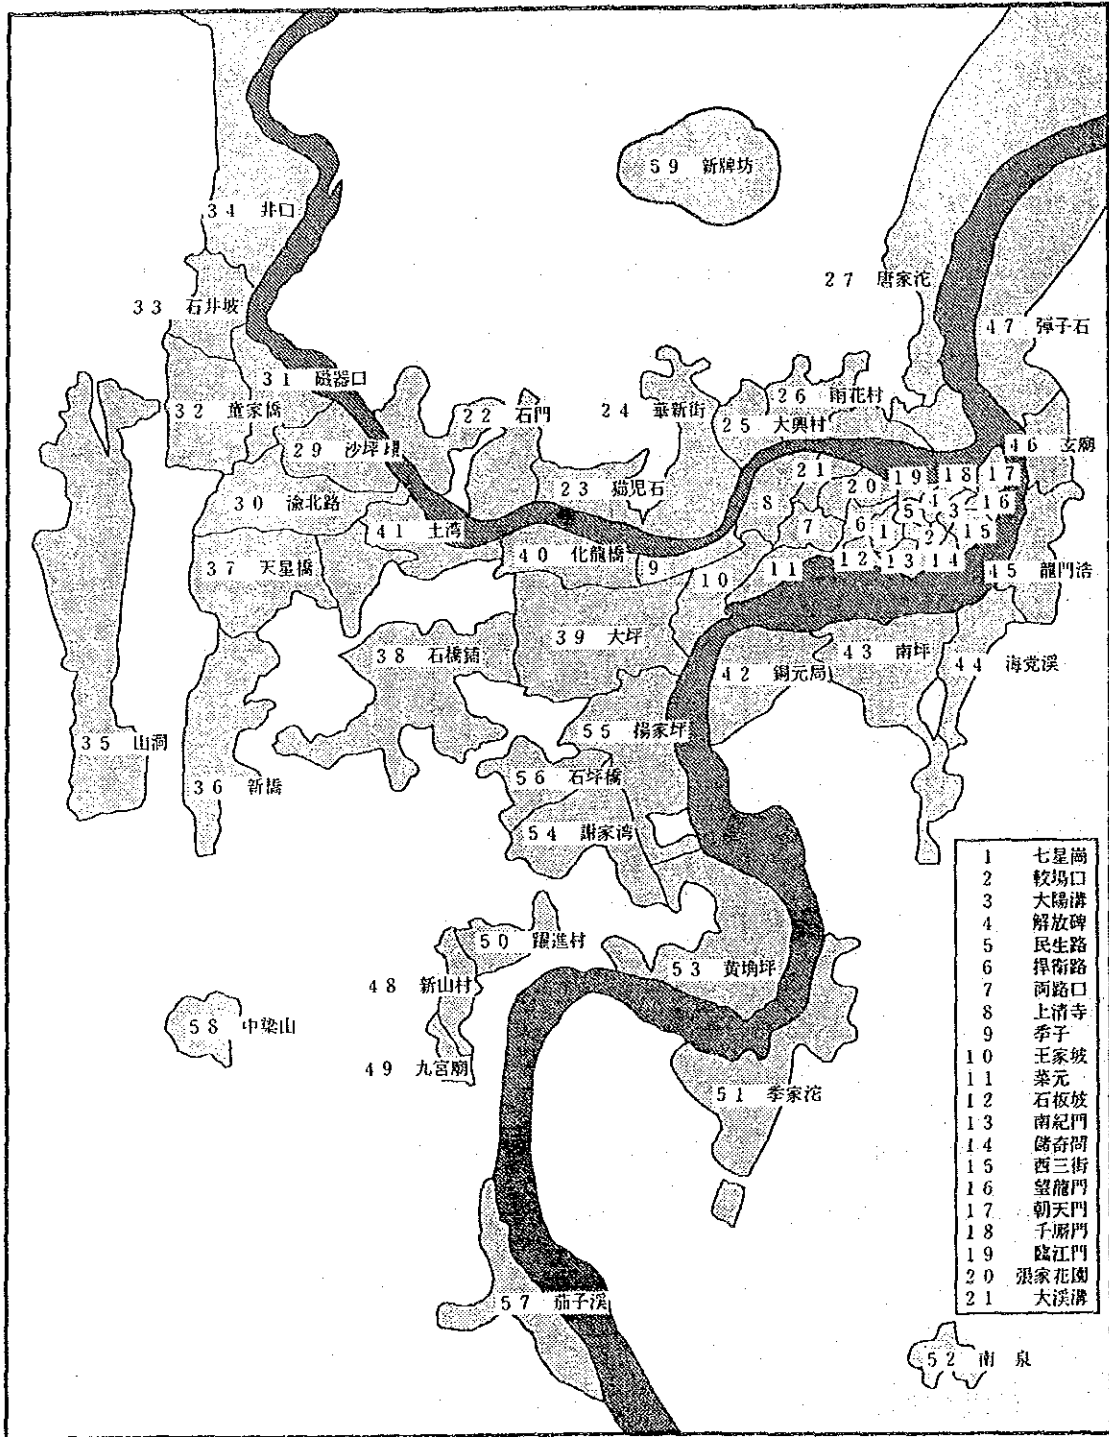 59 新牌坊
34 井口
27 唐家沱
33 石井坡
47 弾子石
31 磁器口
32 童家橋
22 石門
24 華新街
26 雨花村
25 大興村
29 沙坪壩
46 玄廟
21
19
18
17
23 猫児石
20
30 渝北路
8
5
4
3
16
7
6
1
2
15
41 土湾
40 化龍橋
9
12
13
14
37 天星橋
10
11
45 龍門浩
39 大坪
38 石橋鋪
42 銅元局
43 南坪
44 海党渓
55 揚家坪
35 山洞
56 石坪橋
36 新橋
54 謝家湾
50 躍進村
53 黄埆坪
48 新山村
58 中梁山
49 九宮廟
51 季家沱
57 茄子渓
52 南泉
1 七星崗
2 較場口
3 大陽溝
4 解放碑
5 民生路
6 捍衛路
7 両路口
8 上清寺
9 季子
10 王家坡
11 菜元
12 石板坡
13 南紀門
14 儲奇門
15 西三街
16 望龍門
17 朝天門
18 千厮門
19 臨江門
20 張家花園
21 大渓溝